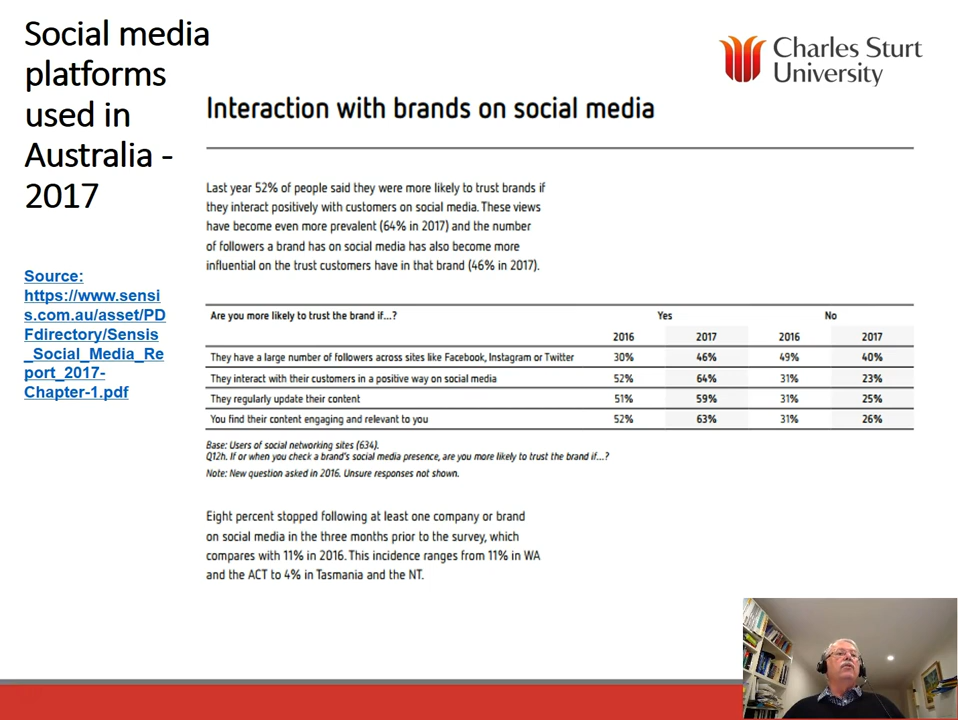 Social media
platforms
used in
Australia -
2017
Source:
https://www.sensi
s.com.au/asset/PD
Fdirectory/Sensis
_Social_Media_Re
port_2017-
Chapter-1.pdf
Charles Sturt
University
Interaction with brands on social media
Last year 52% of people said they were more likely to trust brands if
they interact positively with customers on social media. These views
have become even more prevalent (64% in 2017) and the number
of followers a brand has on social media has also become more
influential on the trust customers have in that brand (46% in 2017).
Are you more likely to trust the brand if...? Yes No
2016 2017 2016 2017
They have a large number of followers across sites like Facebook, Instagram or Twitter 30% 46% 49% 40%
They interact with their customers in a positive way on social media 52% 64% 31% 23%
They regularly update their content 51% 59% 31% 25%
You find their content engaging and relevant to you 52% 63% 31% 26%
Base: Users of social networking sites (634).
Q12h. If or when you check a brand's social media presence, are you more likely to trust the brand if...?
Note: New question asked in 2016. Unsure responses not shown.
Eight percent stopped following at least one company or brand
on social media in the three months prior to the survey, which
compares with 11% in 2016. This incidence ranges from 11% in WA
and the ACT to 4% in Tasmania and the NT.